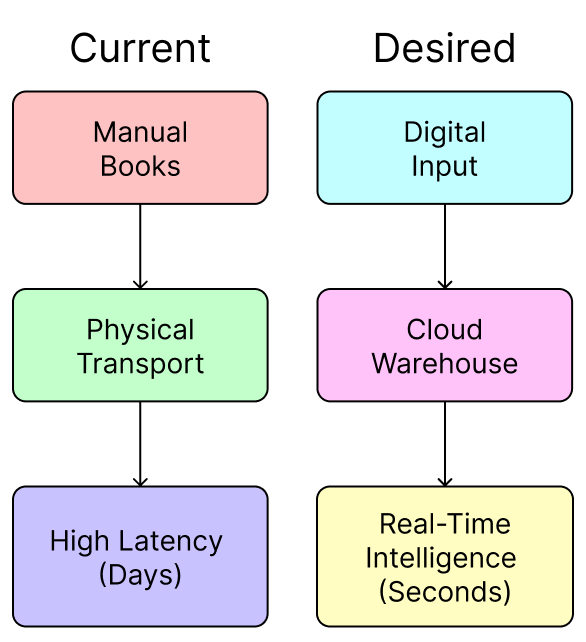 Current
Manual
Books
Physical
Transport
High Latency
(Days)
Desired
Digital
Input
Cloud
Warehouse
Real-Time
Intelligence
(Seconds)